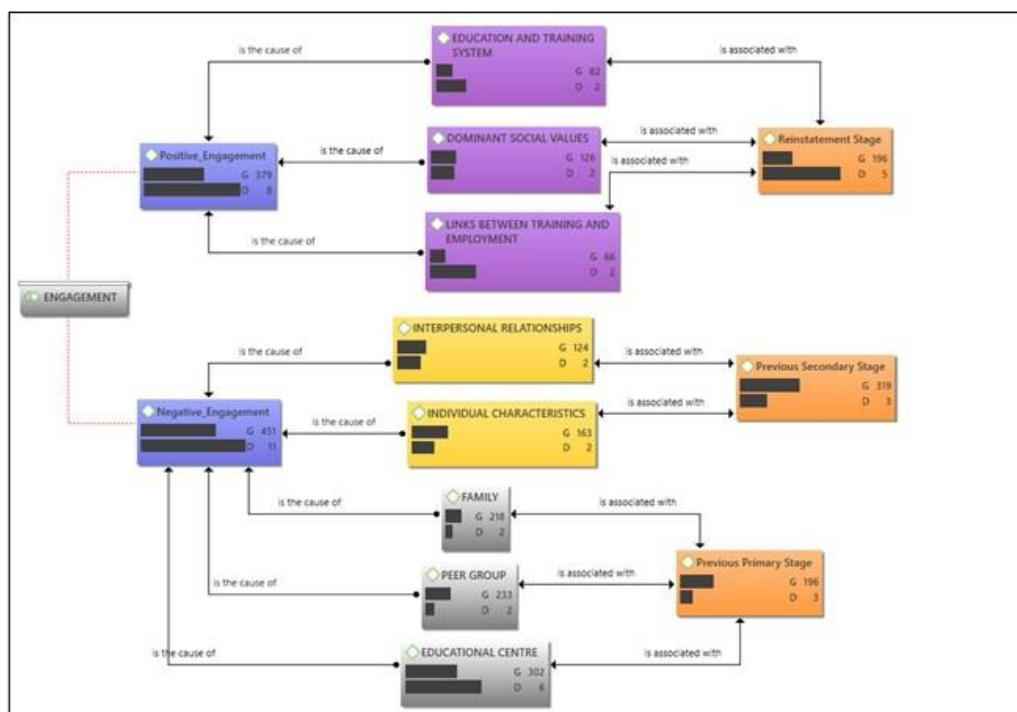 EDUCATION AND TRAINING
SYSTEM
G 82
D 2
is the cause of
is associated with
DOMINANT SOCIAL VALUES
G 126
D 2
is the cause of
is associated with
is associated with
Positive_Engagement
G 379
D 8
Reinstatement Stage
G 196
D 5
LINKS BETWEEN TRAINING AND
EMPLOYMENT
G 66
D 2
is the cause of
ENGAGEMENT
INTERPERSONAL RELATIONSHIPS
G 124
D 2
is the cause of
is associated with
Previous Secondary Stage
G 319
D 3
Negative_Engagement
G 451
D 11
INDIVIDUAL CHARACTERISTICS
G 163
D 2
is the cause of
is associated with
FAMILY
G 218
D 2
is the cause of
is associated with
Previous Primary Stage
G 196
D 3
PEER GROUP
G 233
D 2
is the cause of
is associated with
EDUCATIONAL CENTRE
G 302
D 6
is the cause of
is associated with